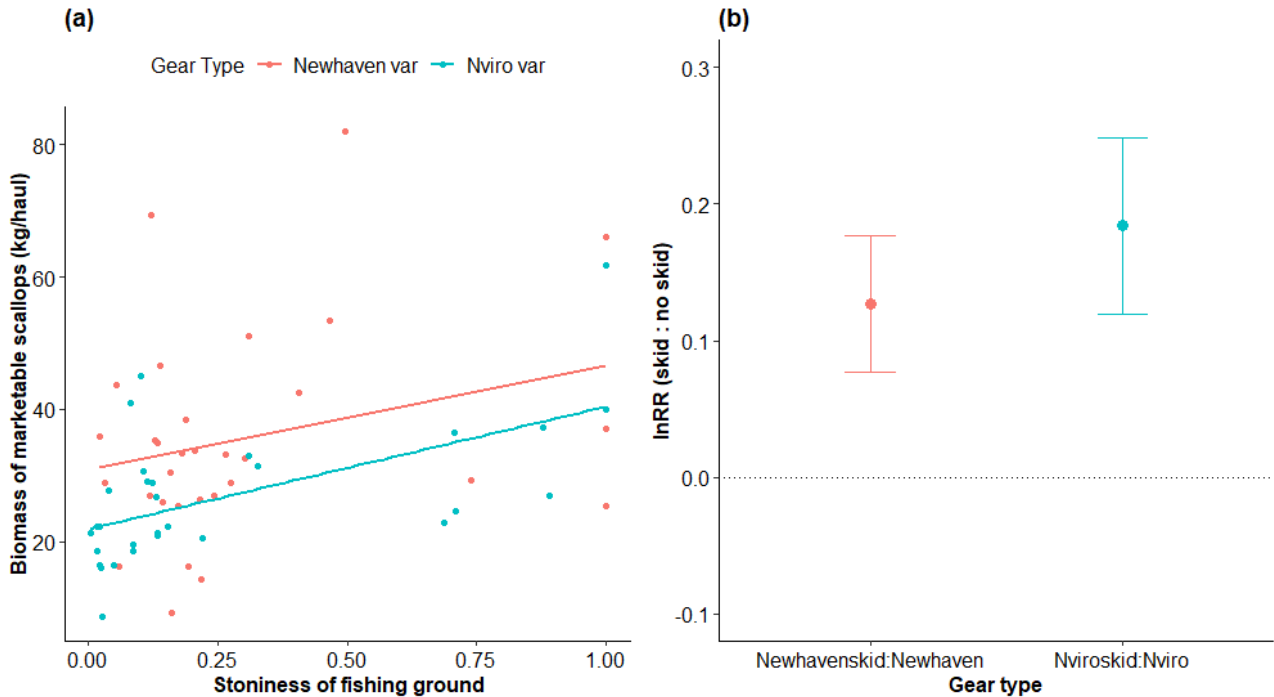 (a)
Gear Type Newhaven var Nviro var
Biomass of marketable scallops (kg/haul)
80
60
40
20
0.00 0.25 0.50 0.75 1.00
Stoniness of fishing ground
(b)
lnRR (skid : no skid)
0.3
0.2
0.1
0.0
-0.1
Newhavenskid:Newhaven Nviroskid:Nviro
Gear type